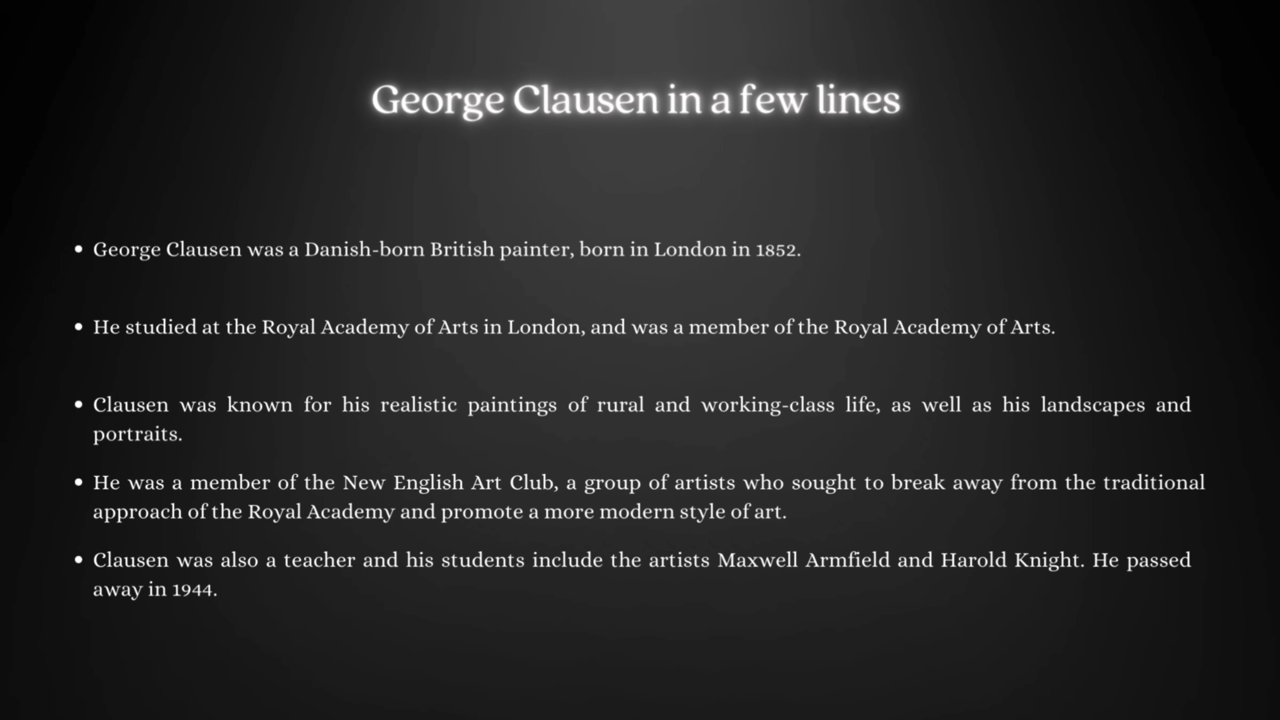 George Clausen in a few lines
• George Clausen was a Danish-born British painter, born in London in 1852.
• He studied at the Royal Academy of Arts in London, and was a member of the Royal Academy of Arts.
• Clausen was known for his realistic paintings of rural and working-class life, as well as his landscapes and
portraits.
• He was a member of the New English Art Club, a group of artists who sought to break away from the traditional
approach of the Royal Academy and promote a more modern style of art.
• Clausen was also a teacher and his students include the artists Maxwell Armfield and Harold Knight. He passed
away in 1944.